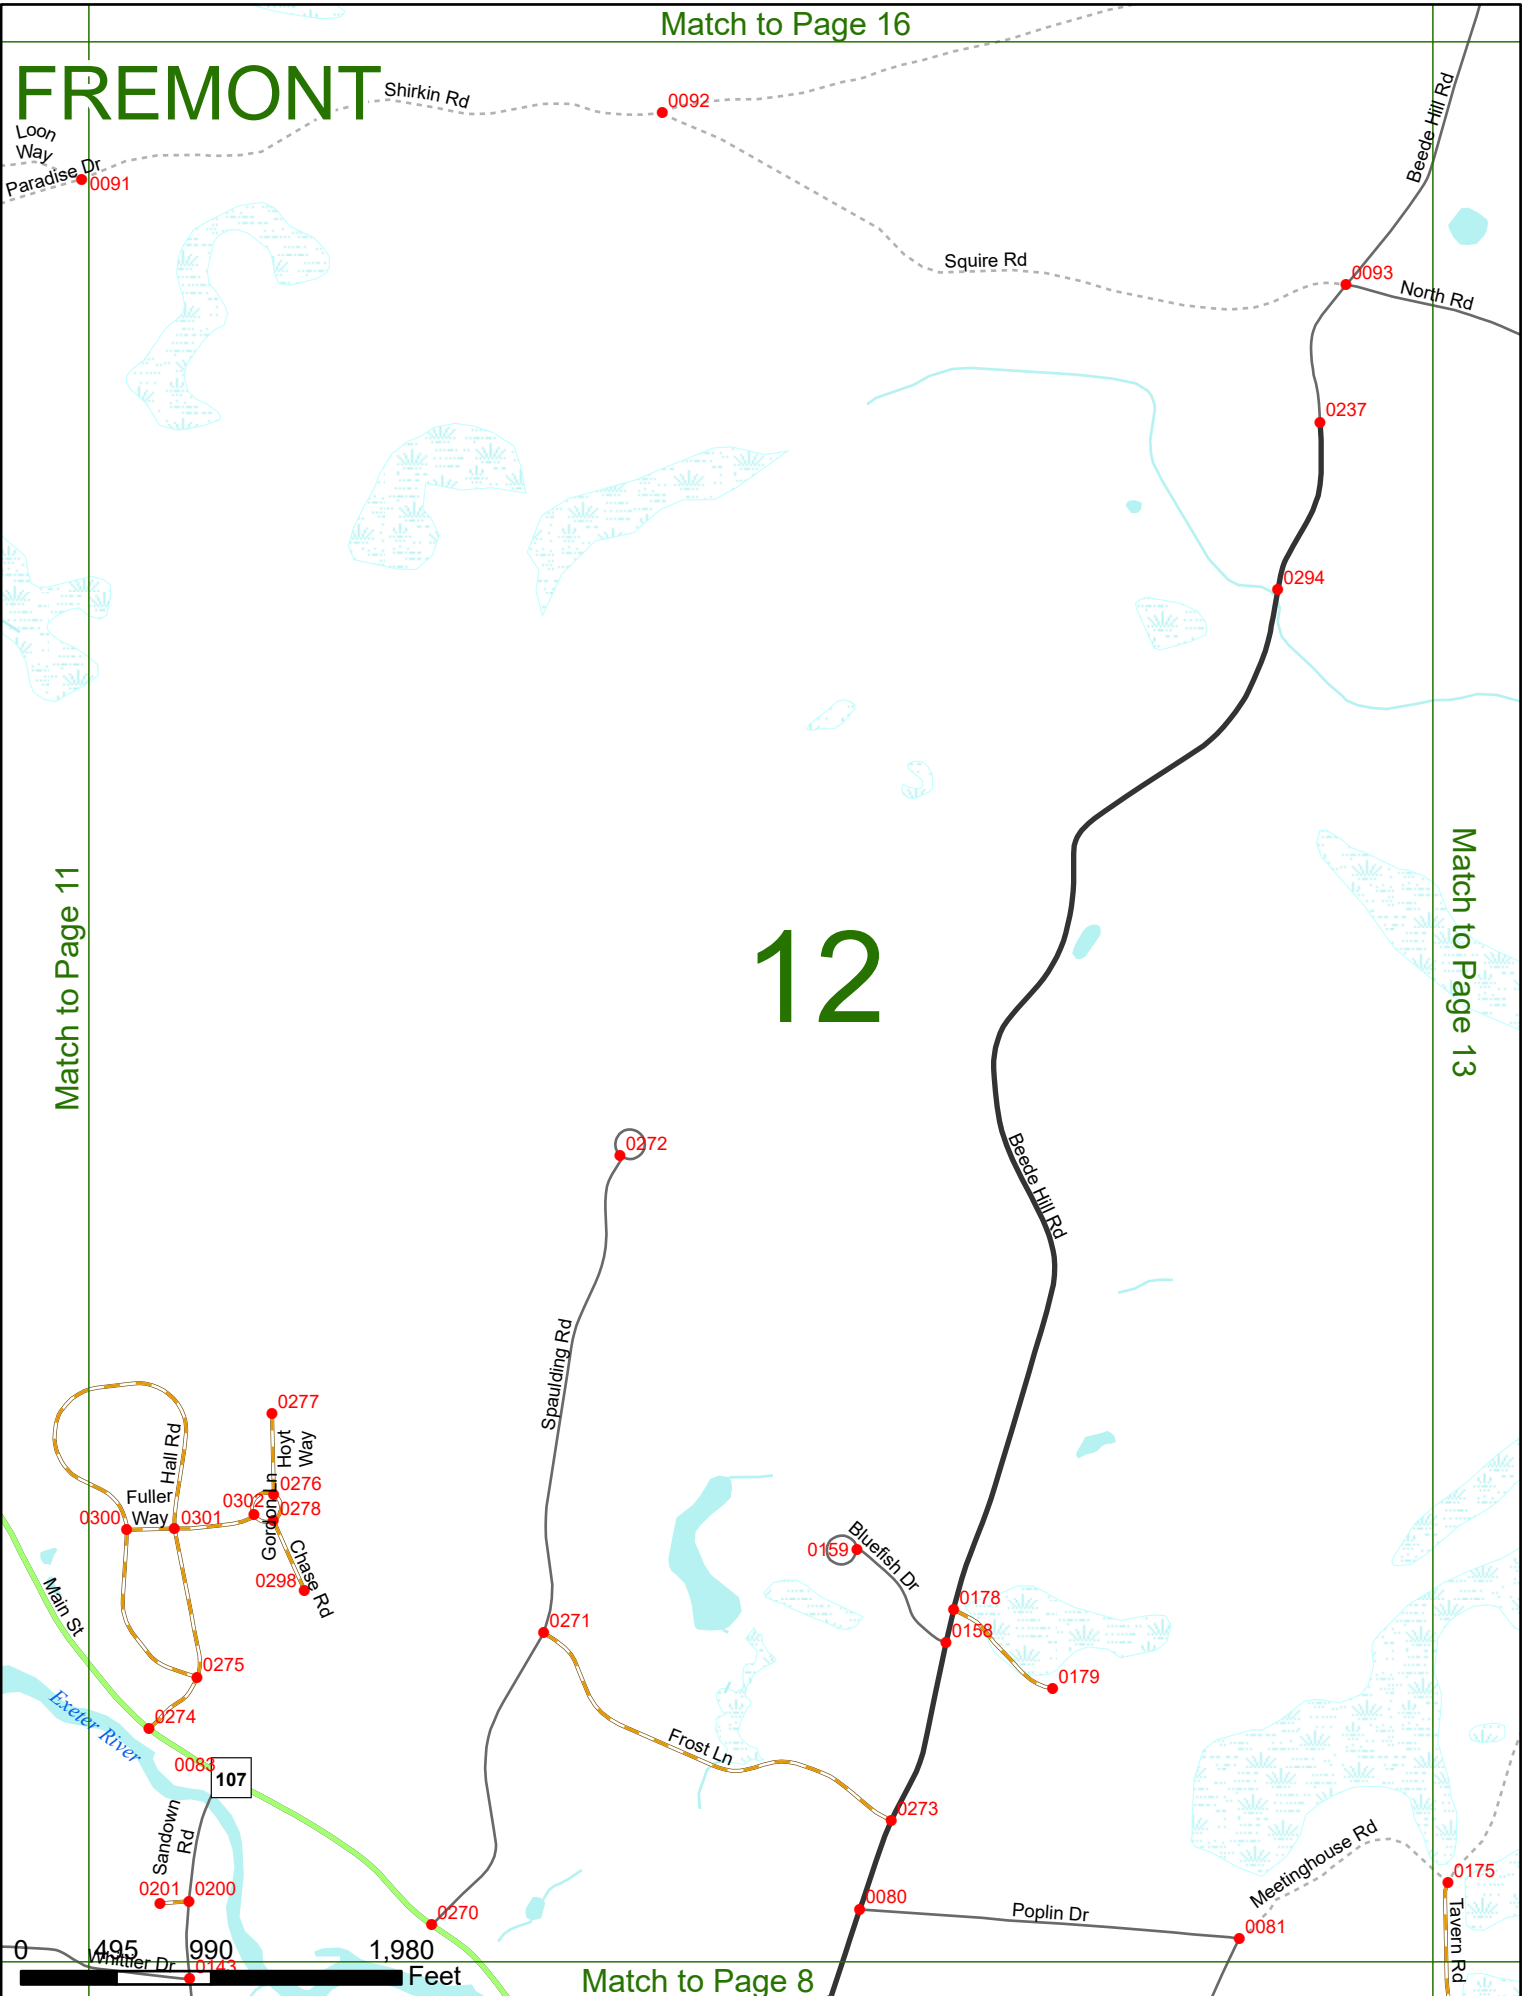 Match to Page 16
FREMONT
Shirkin Rd
0092
Beede Hill Rd
Loon
Way
Paradise Dr
0091
Squire Rd
0093
North Rd
0237
0294
Match to Page 11
12
Match to Page 13
0272
Beede Hill Rd
Spaulding Rd
0277
Hoyt
Way
Hall Rd
0276
Fuller
Way
0302
0278
0300
0301
Gordon Ln
Chase Rd
0298
0159
Bluefish Dr
Main St
0178
0271
0158
0275
0179
Exeter River
0274
Frost Ln
0083
107
0273
Sandown
Rd
Meetinghouse Rd
0175
0201
0200
0080
Poplin Dr
0270
0081
Tavern Rd
0
495
990
1,980
Whittier Dr
0143
Feet
Match to Page 8